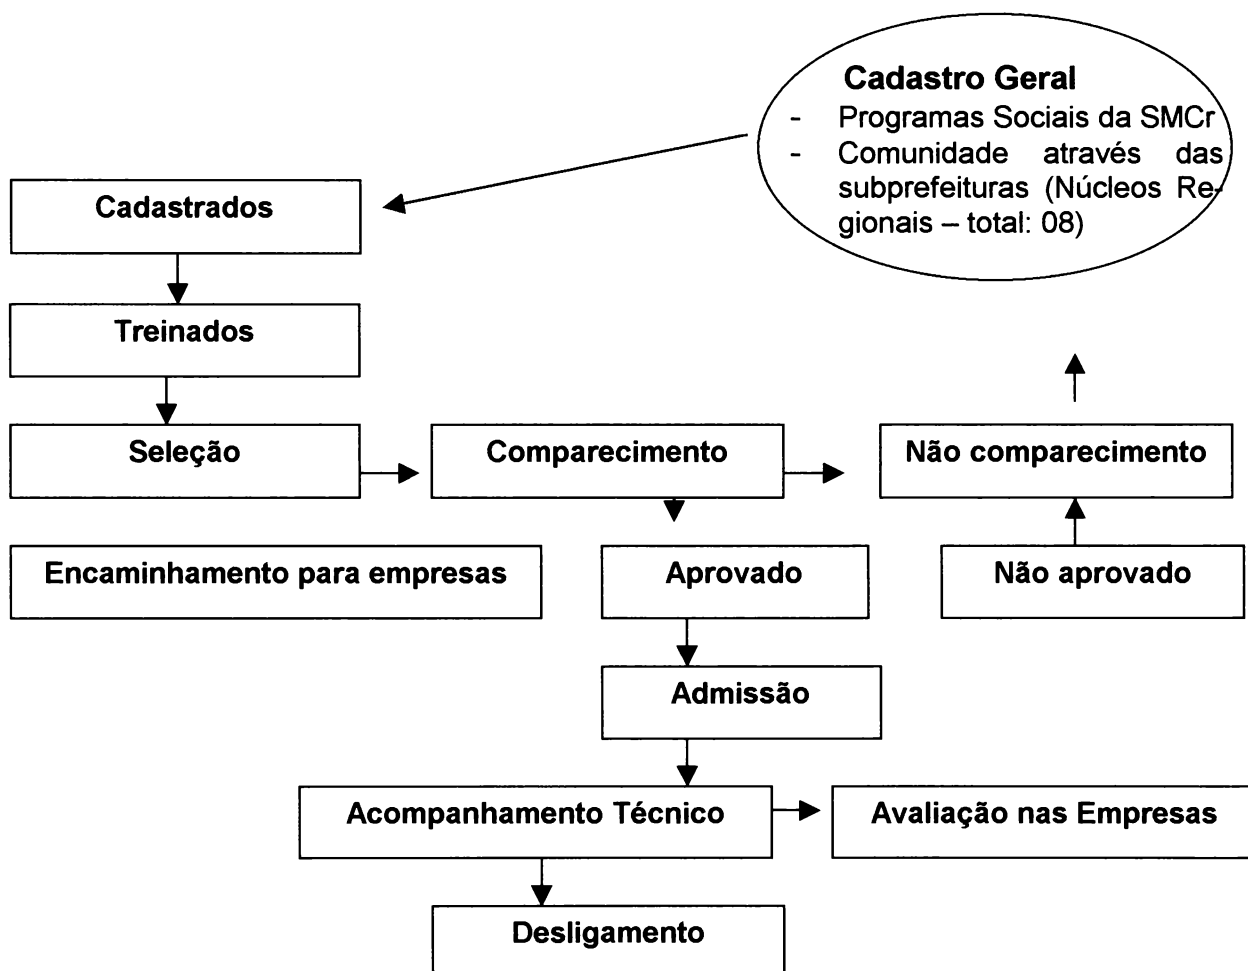 Cadastro Geral
- Programas Sociais da SMCr
- Comunidade através das
subprefeituras (Núcleos Re-
gionais – total: 08)
Cadastrados
Treinados
Seleção
Comparecimento
Não comparecimento
Encaminhamento para empresas
Aprovado
Não aprovado
Admissão
Acompanhamento Técnico
Avaliação nas Empresas
Desligamento